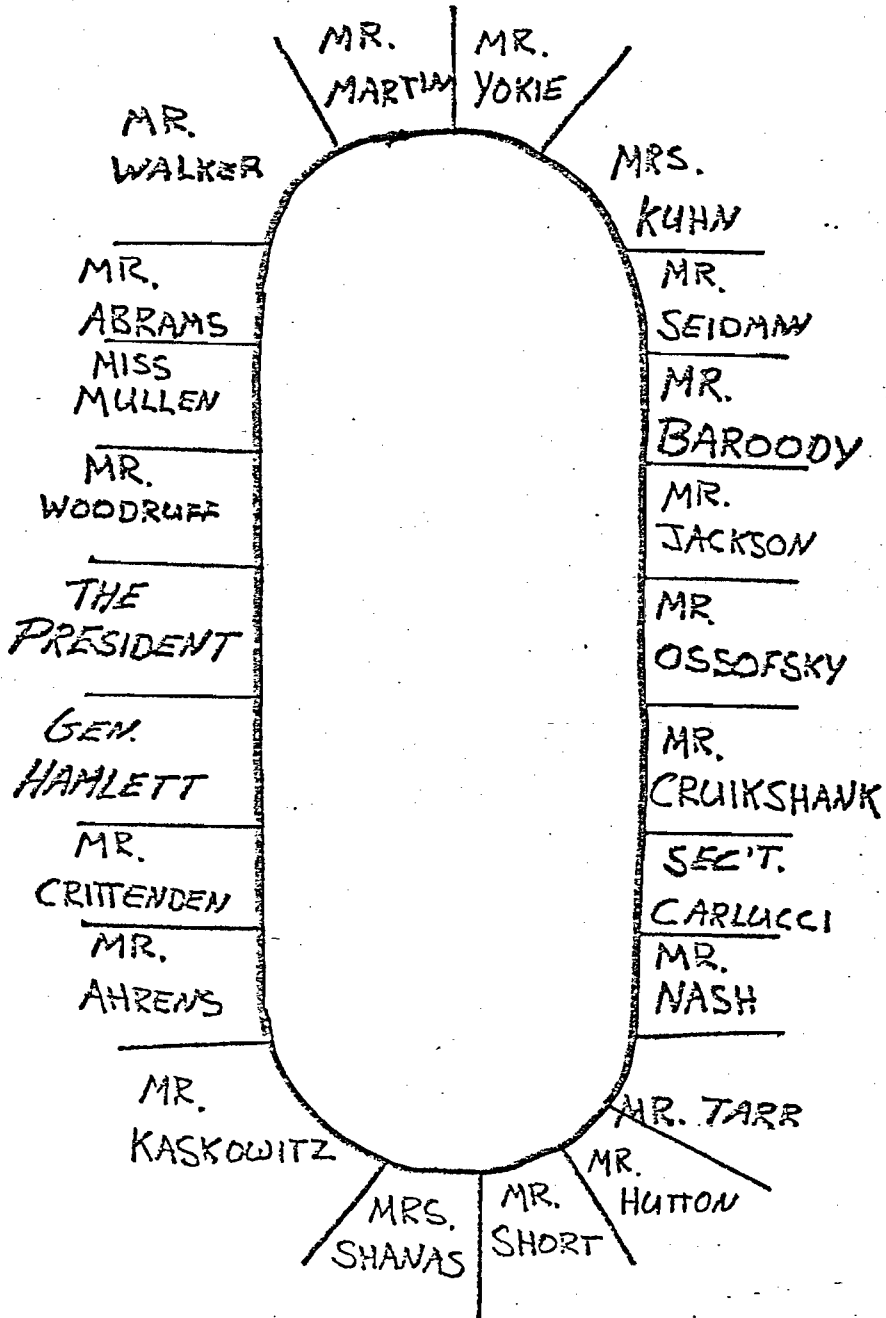 MR.
MARTIN
MR.
YOKIE
MR.
WALKER
MRS.
KUHN
MR.
ABRAMS
MR.
SEIDMAN
MISS
MULLEN
MR.
BAROODY
MR.
WOODRUFF
MR.
JACKSON
THE
PRESIDENT
MR
OSSOFSKY
GEN.
HAMLETT
MR.
CRUIKSHANK
MR.
CRITTENDEN
SEC'T.
CARLUCCI
MR.
AHRENS
MR.
NASH
MR.
KASKOWITZ
MR. TARR
MRS.
SHANAS
MR.
SHORT
MR.
HUTTON